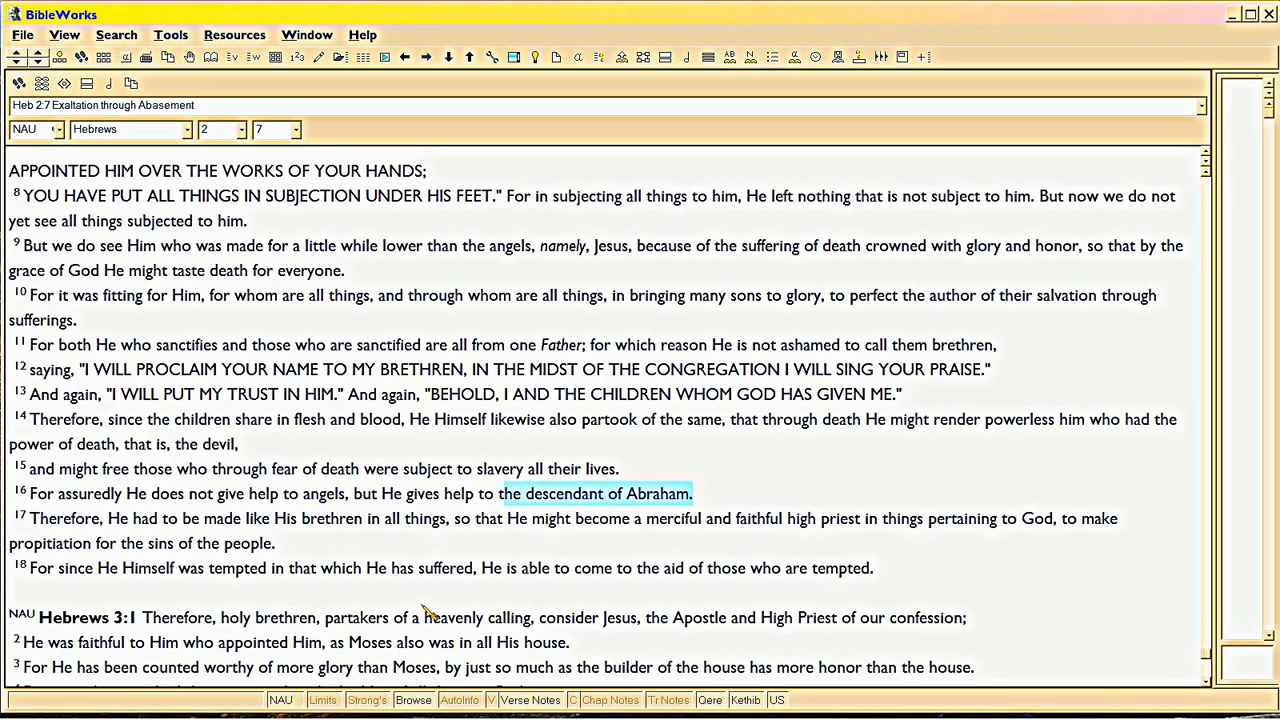 BibleWorks
File View Search Tools Resources Window Help
Heb 2:7 Exaltation through Abasement
NAU Hebrews 2 7
APPOINTED HIM OVER THE WORKS OF YOUR HANDS;
8 YOU HAVE PUT ALL THINGS IN SUBJECTION UNDER HIS FEET." For in subjecting all things to him, He left nothing that is not subject to him. But now we do not
yet see all things subjected to him.
9 But we do see Him who was made for a little while lower than the angels, namely, Jesus, because of the suffering of death crowned with glory and honor, so that by the
grace of God He might taste death for everyone.
10 For it was fitting for Him, for whom are all things, and through whom are all things, in bringing many sons to glory, to perfect the author of their salvation through
sufferings.
11 For both He who sanctifies and those who are sanctified are all from one Father; for which reason He is not ashamed to call them brethren,
12 saying, "I WILL PROCLAIM YOUR NAME TO MY BRETHREN, IN THE MIDST OF THE CONGREGATION I WILL SING YOUR PRAISE."
13 And again, "I WILL PUT MY TRUST IN HIM." And again, "BEHOLD, I AND THE CHILDREN WHOM GOD HAS GIVEN ME."
14 Therefore, since the children share in flesh and blood, He Himself likewise also partook of the same, that through death He might render powerless him who had the
power of death, that is, the devil,
15 and might free those who through fear of death were subject to slavery all their lives.
16 For assuredly He does not give help to angels, but He gives help to the descendant of Abraham.
17 Therefore, He had to be made like His brethren in all things, so that He might become a merciful and faithful high priest in things pertaining to God, to make
propitiation for the sins of the people.
18 For since He Himself was tempted in that which He has suffered, He is able to come to the aid of those who are tempted.
NAU Hebrews 3:1 Therefore, holy brethren, partakers of a heavenly calling, consider Jesus, the Apostle and High Priest of our confession;
2 He was faithful to Him who appointed Him, as Moses also was in all His house.
3 For He has been counted worthy of more glory than Moses, by just so much as the builder of the house has more honor than the house.
NAU Limits Strong's Browse AutoInfo V Verse Notes C Chap Notes Tr Notes Qere Kethib US